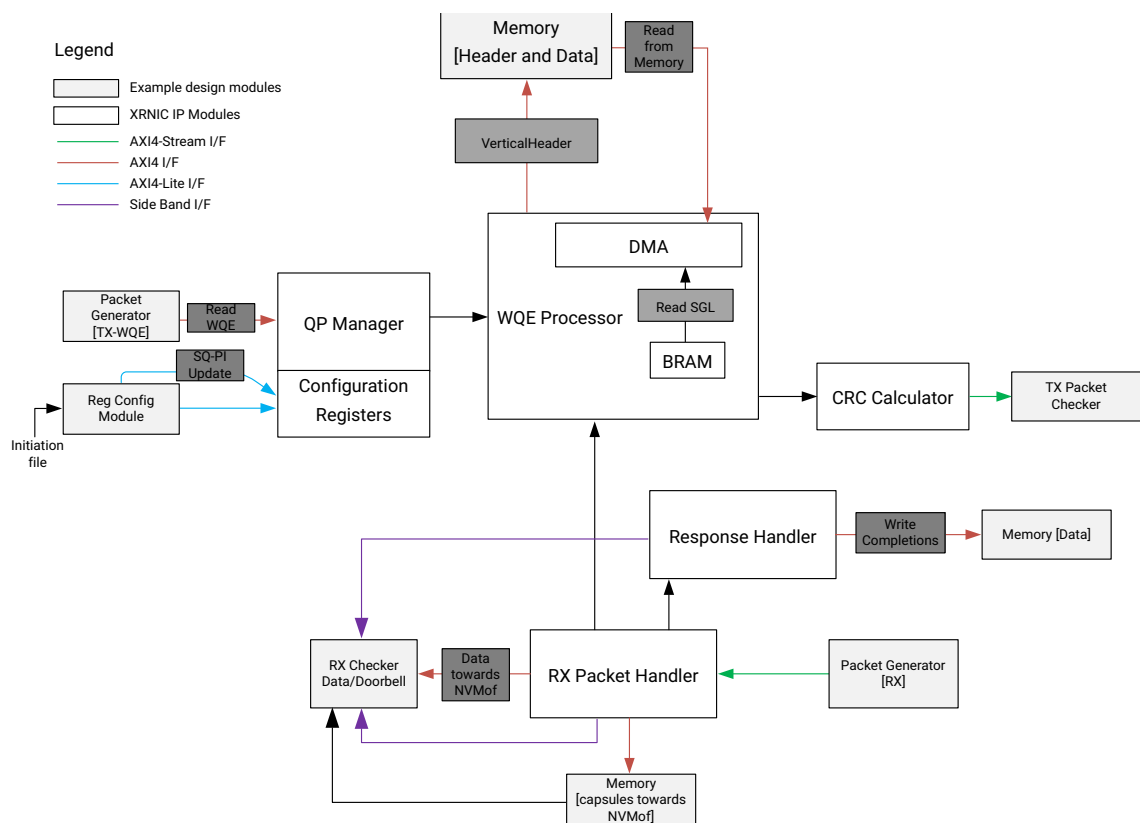 Memory
[Header and Data]
Read
from
Memory
Legend
Example design modules
XRNIC IP Modules
AXI4-Stream I/F
AXI4 I/F
AXI4-Lite I/F
Side Band I/F
VerticalHeader
DMA
Packet
Generator
[TX-WQE]
Read
WQE
QP Manager
WQE Processor
Read SGL
BRAM
SQ-PI
Update
Reg Config
Module
Configuration
Registers
Initiation
file
CRC Calculator
TX Packet
Checker
Response Handler
Write
Completions
Memory [Data]
RX Checker
Data/Doorbell
Data
towards
NVMof
RX Packet Handler
Packet Generator
[RX]
Memory
[capsules towards
NVMof]